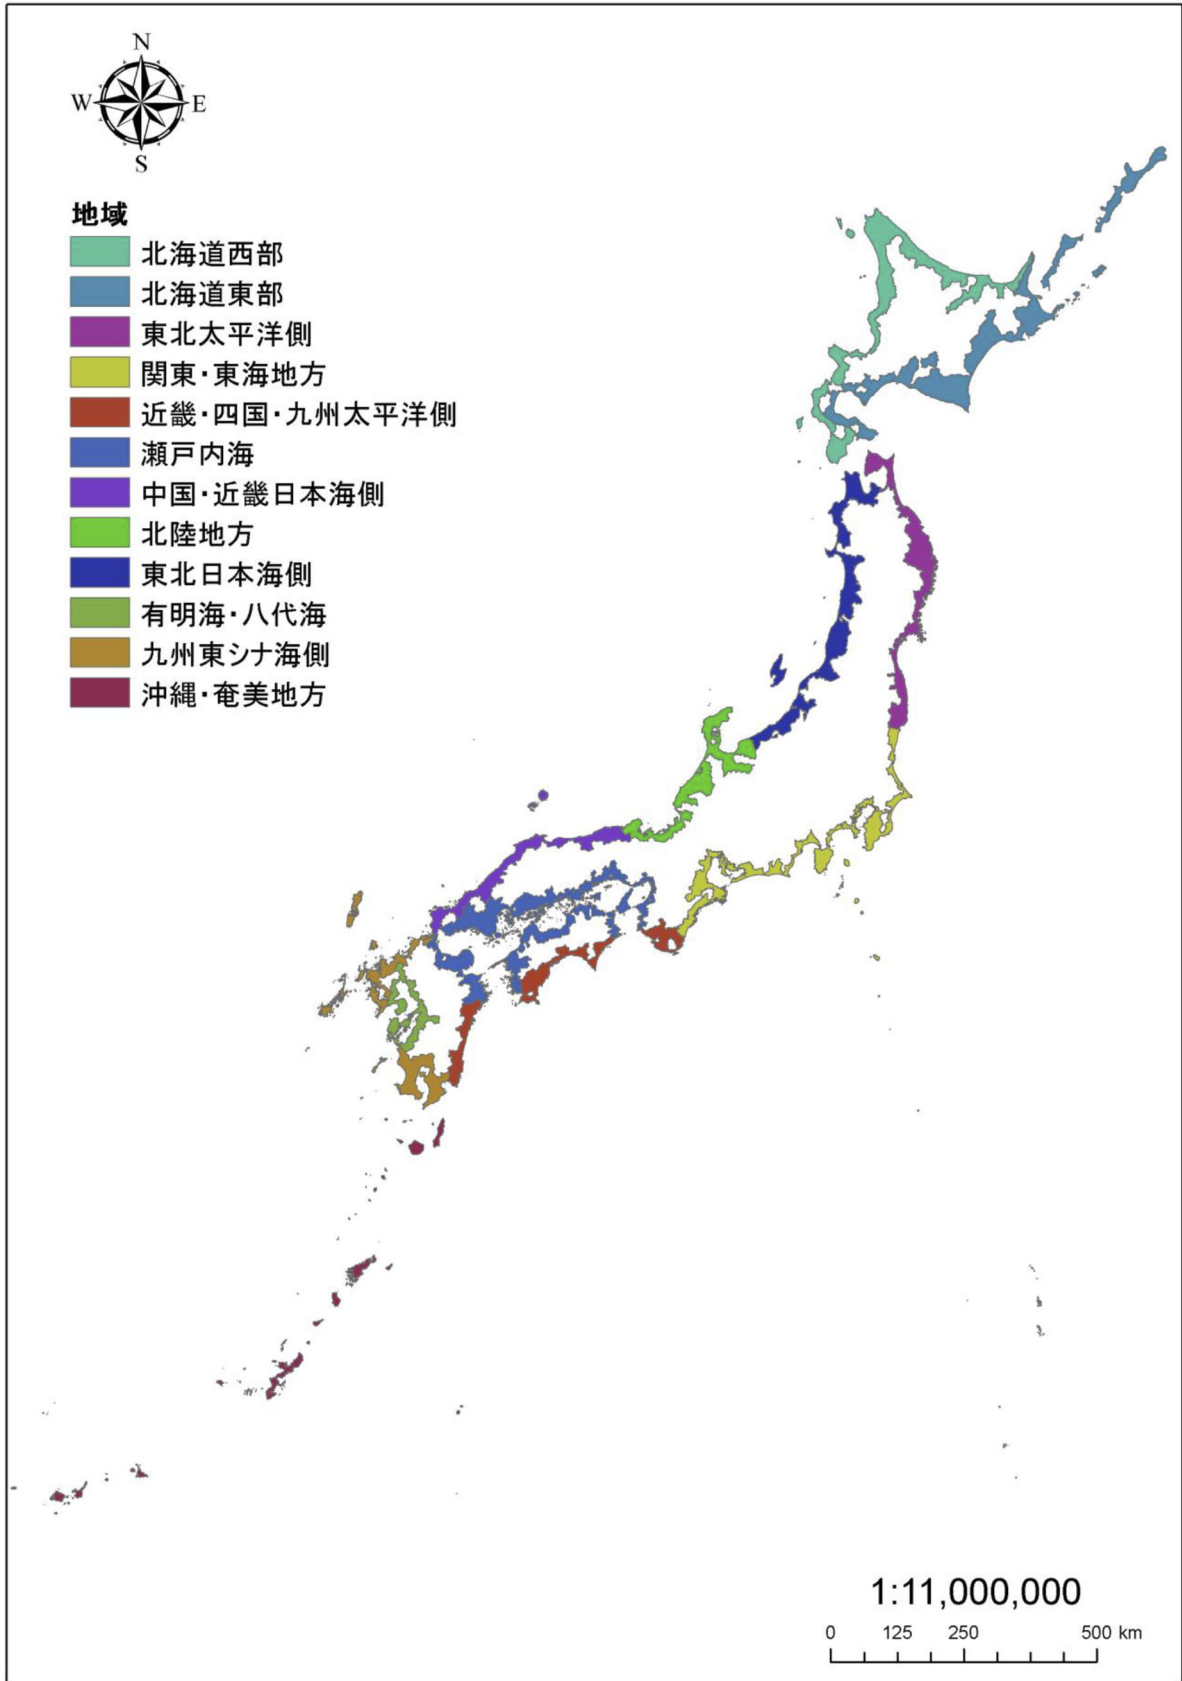 N
W E
S
地域
北海道西部
北海道東部
東北太平洋側
関東・東海地方
近畿・四国・九州太平洋側
瀬戸内海
中国・近畿日本海側
北陸地方
東北日本海側
有明海・八代海
九州東シナ海側
沖縄・奄美地方
1:11,000,000
0 125 250 500 km